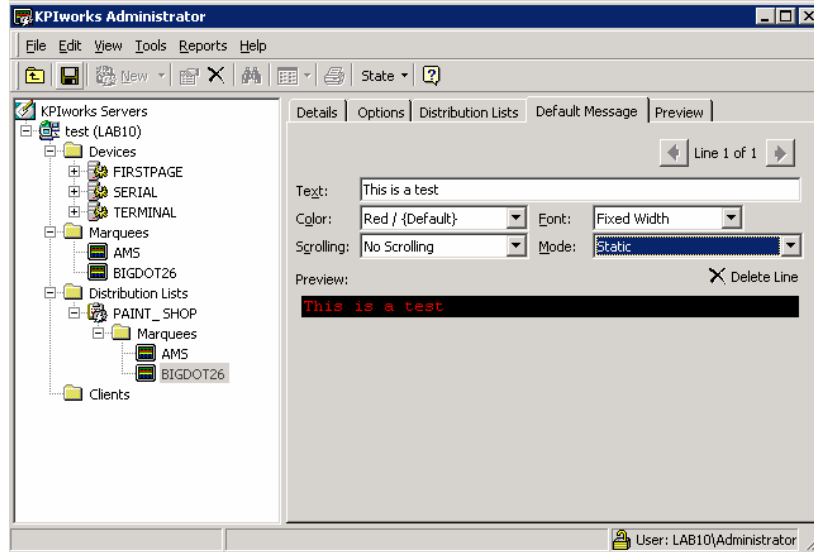 KPIworks Administrator
File Edit View Tools Reports Help
New State
KPIworks Servers
test (LAB10)
Devices
FIRSTPAGE
SERIAL
TERMINAL
Marquees
AMS
BIGDOT26
Distribution Lists
PAINT_ SHOP
Marquees
AMS
BIGDOT26
Clients
Details Options Distribution Lists Default Message Preview
Line 1 of 1
Text: This is a test
Color: Red / {Default} Font: Fixed Width
Scrolling: No Scrolling Mode: Static
Preview: Delete Line
This is a test
User: LAB10\Administrator